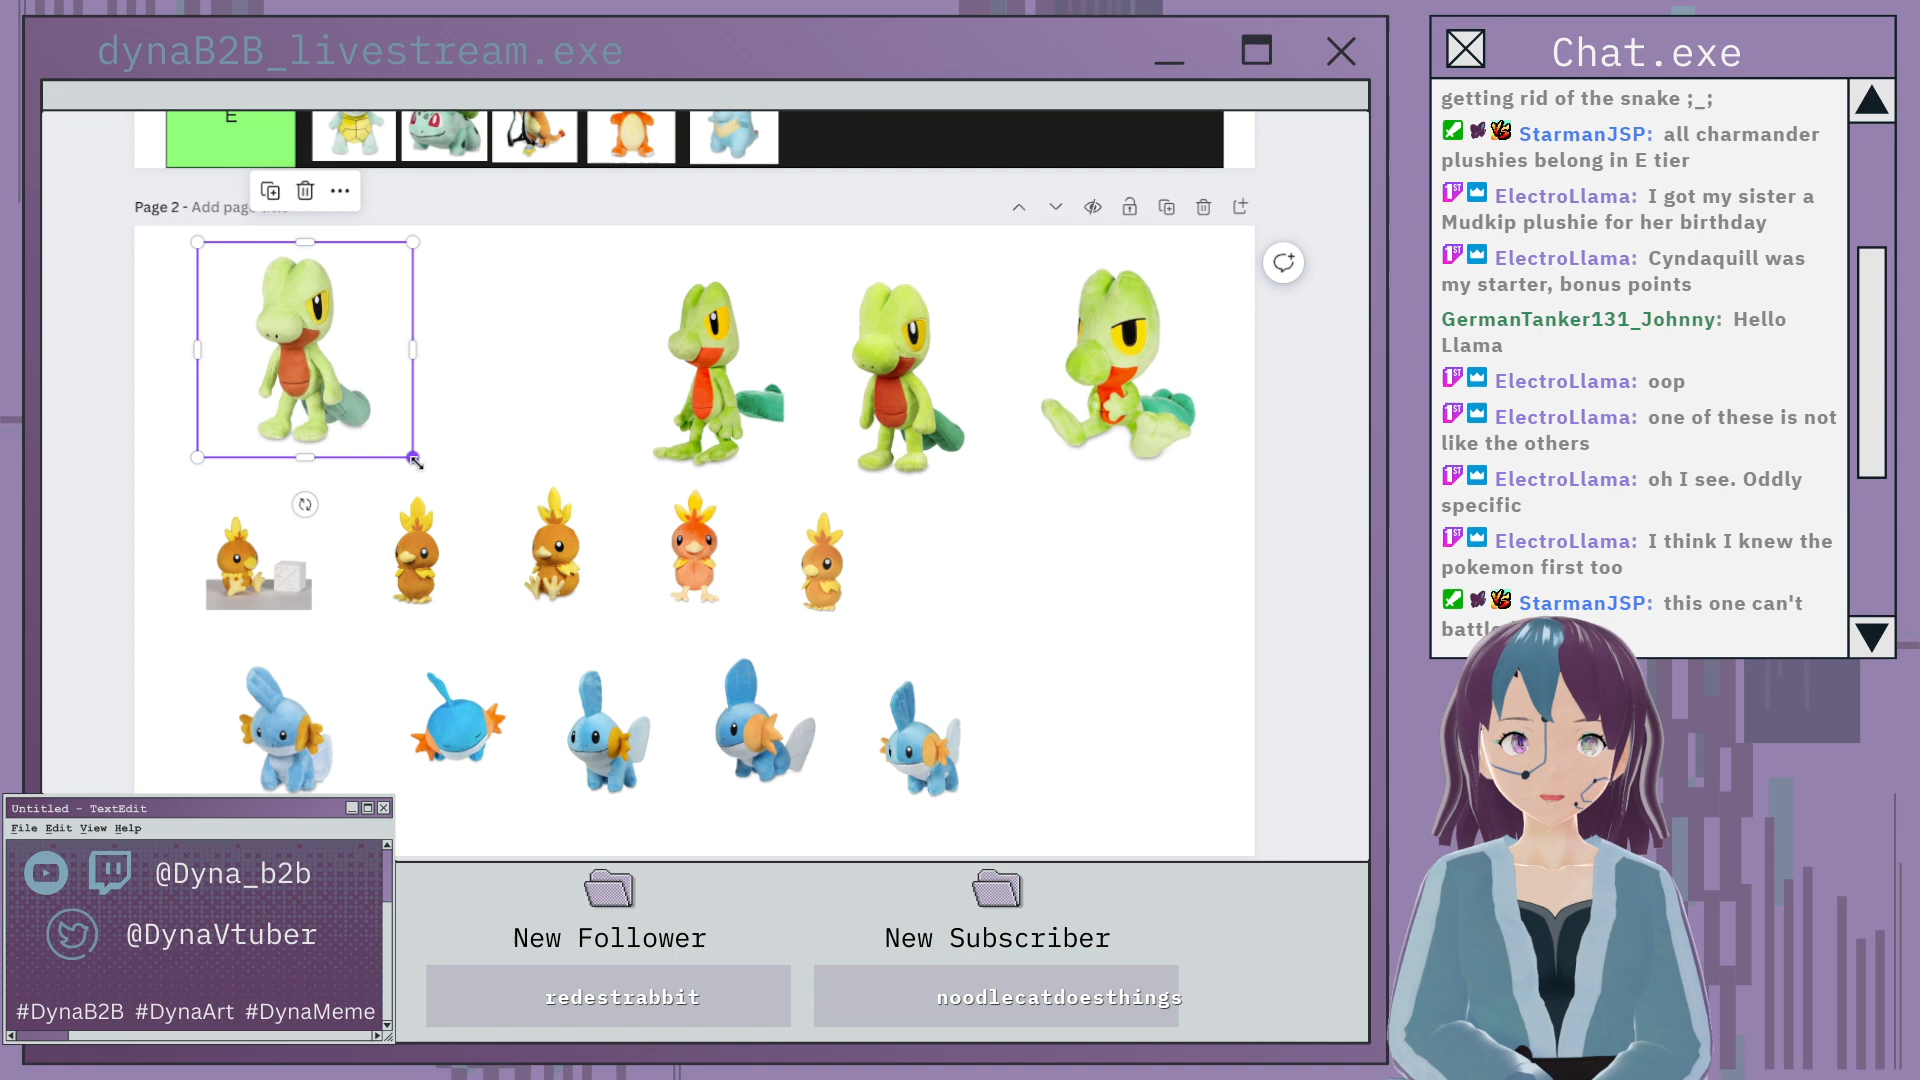 dynaB2B_livestream.exe
E
Page 2 - Add page
Chat.exe
getting rid of the snake ;_;
StarmanJSP: all charmander
plushies belong in E tier
ElectroLlama: I got my sister a
Mudkip plushie for her birthday
ElectroLlama: Cyndaquill was
my starter, bonus points
GermanTanker131_Johnny: Hello
Llama
ElectroLlama: oop
ElectroLlama: one of these is not
like the others
ElectroLlama: oh I see. Oddly
specific
ElectroLlama: I think I knew the
pokemon first too
StarmanJSP: this one can't
Untitled - TextEdit
File Edit View Help
@Dyna_b2b
@DynaVtuber
#DynaB2B #DynaArt #DynaMeme
New Follower
redestrabbit
New Subscriber
noodlecatdoesthings